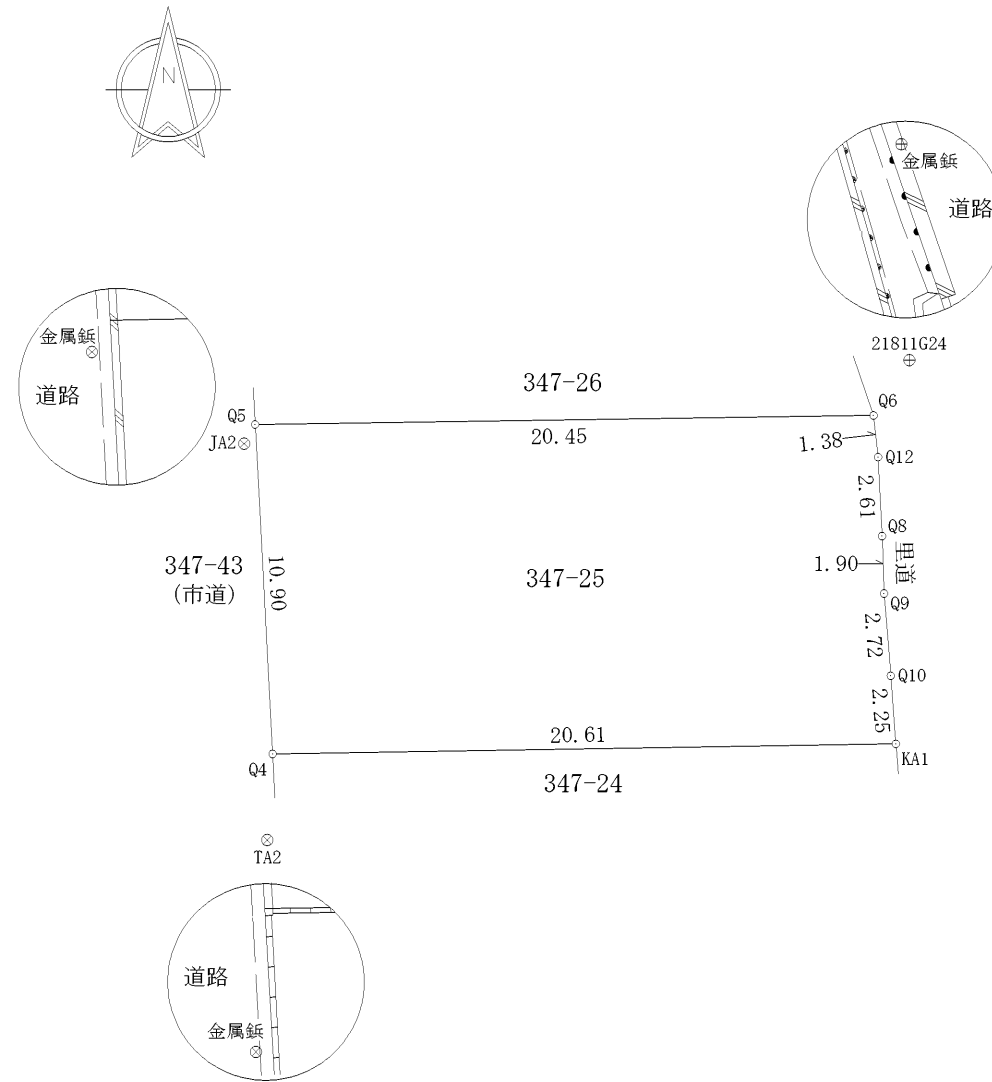 N
金属鋲
道路
21811G24
金属鋲
道路
347-26
Q5
Q6
20.45
JA2
1.38
Q12
2.61
Q8
347-43
(市道)
10.90
347-25
1.90
里道
Q9
2.72
Q10
2.25
20.61
Q4
KA1
347-24
TA2
道路
金属鋲